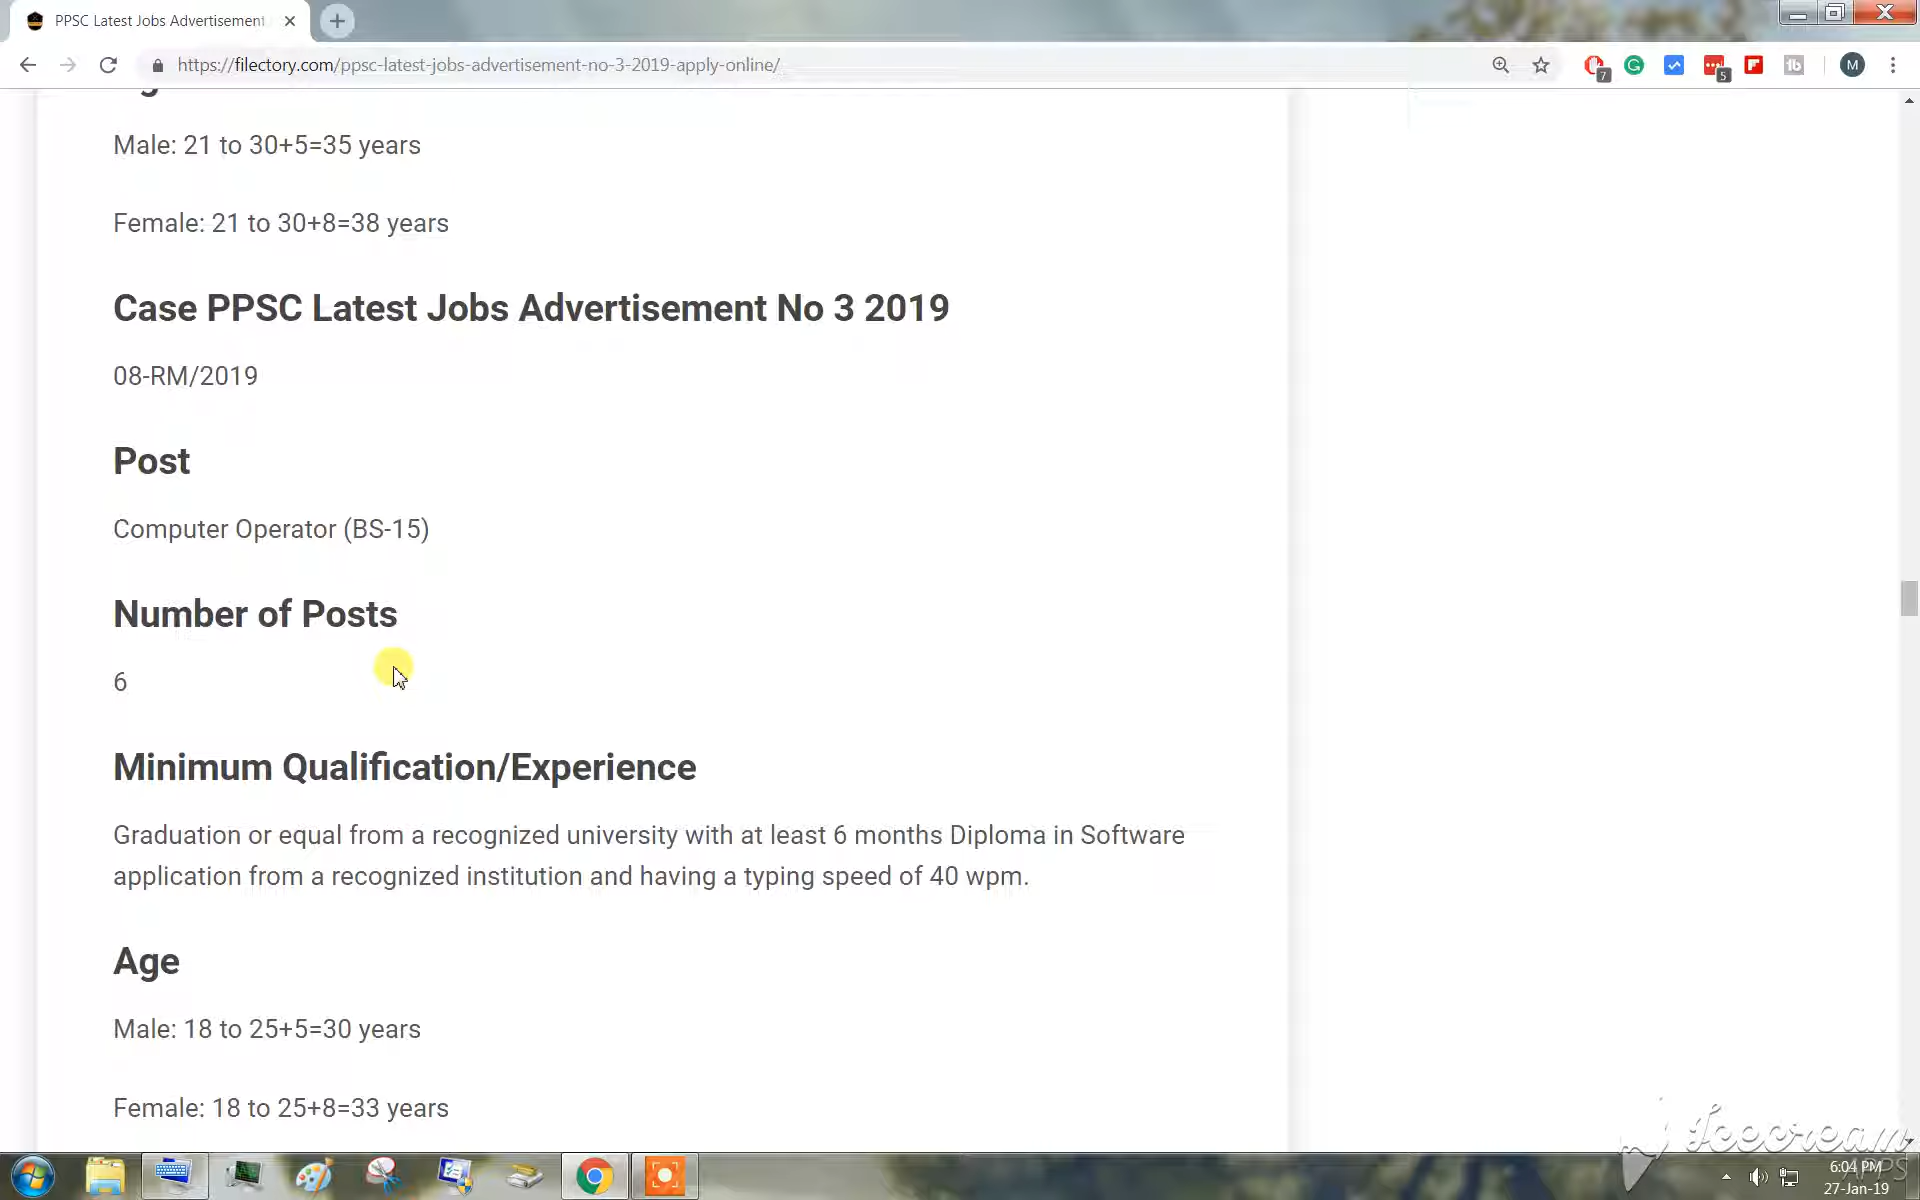 PPSC Latest Jobs Advertisement
https://filectory.com/ppsc-latest-jobs-advertisement-no-3-2019-apply-online/
7
5
M
Male: 21 to 30+5=35 years
Female: 21 to 30+8=38 years
Case PPSC Latest Jobs Advertisement No 3 2019
08-RM/2019
Post
Computer Operator (BS-15)
Number of Posts
6
Minimum Qualification/Experience
Graduation or equal from a recognized university with at least 6 months Diploma in Software
application from a recognized institution and having a typing speed of 40 wpm.
Age
Male: 18 to 25+5=30 years
Female: 18 to 25+8=33 years
Icecream
APPS
6:04 PM
27-Jan-19